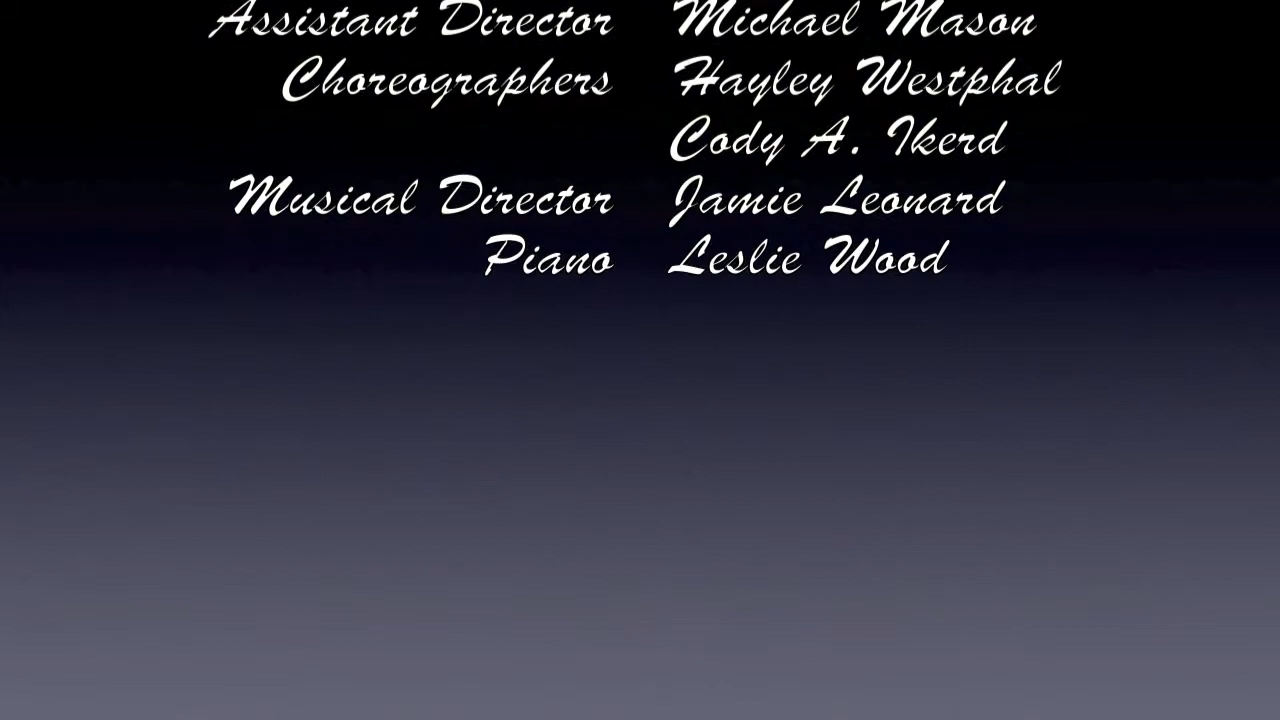 Assistant Director Michael Mason
Choreographers Hayley Westphal
Cody A. Ikerd
Musical Director Jamie Leonard
Piano Leslie Wood